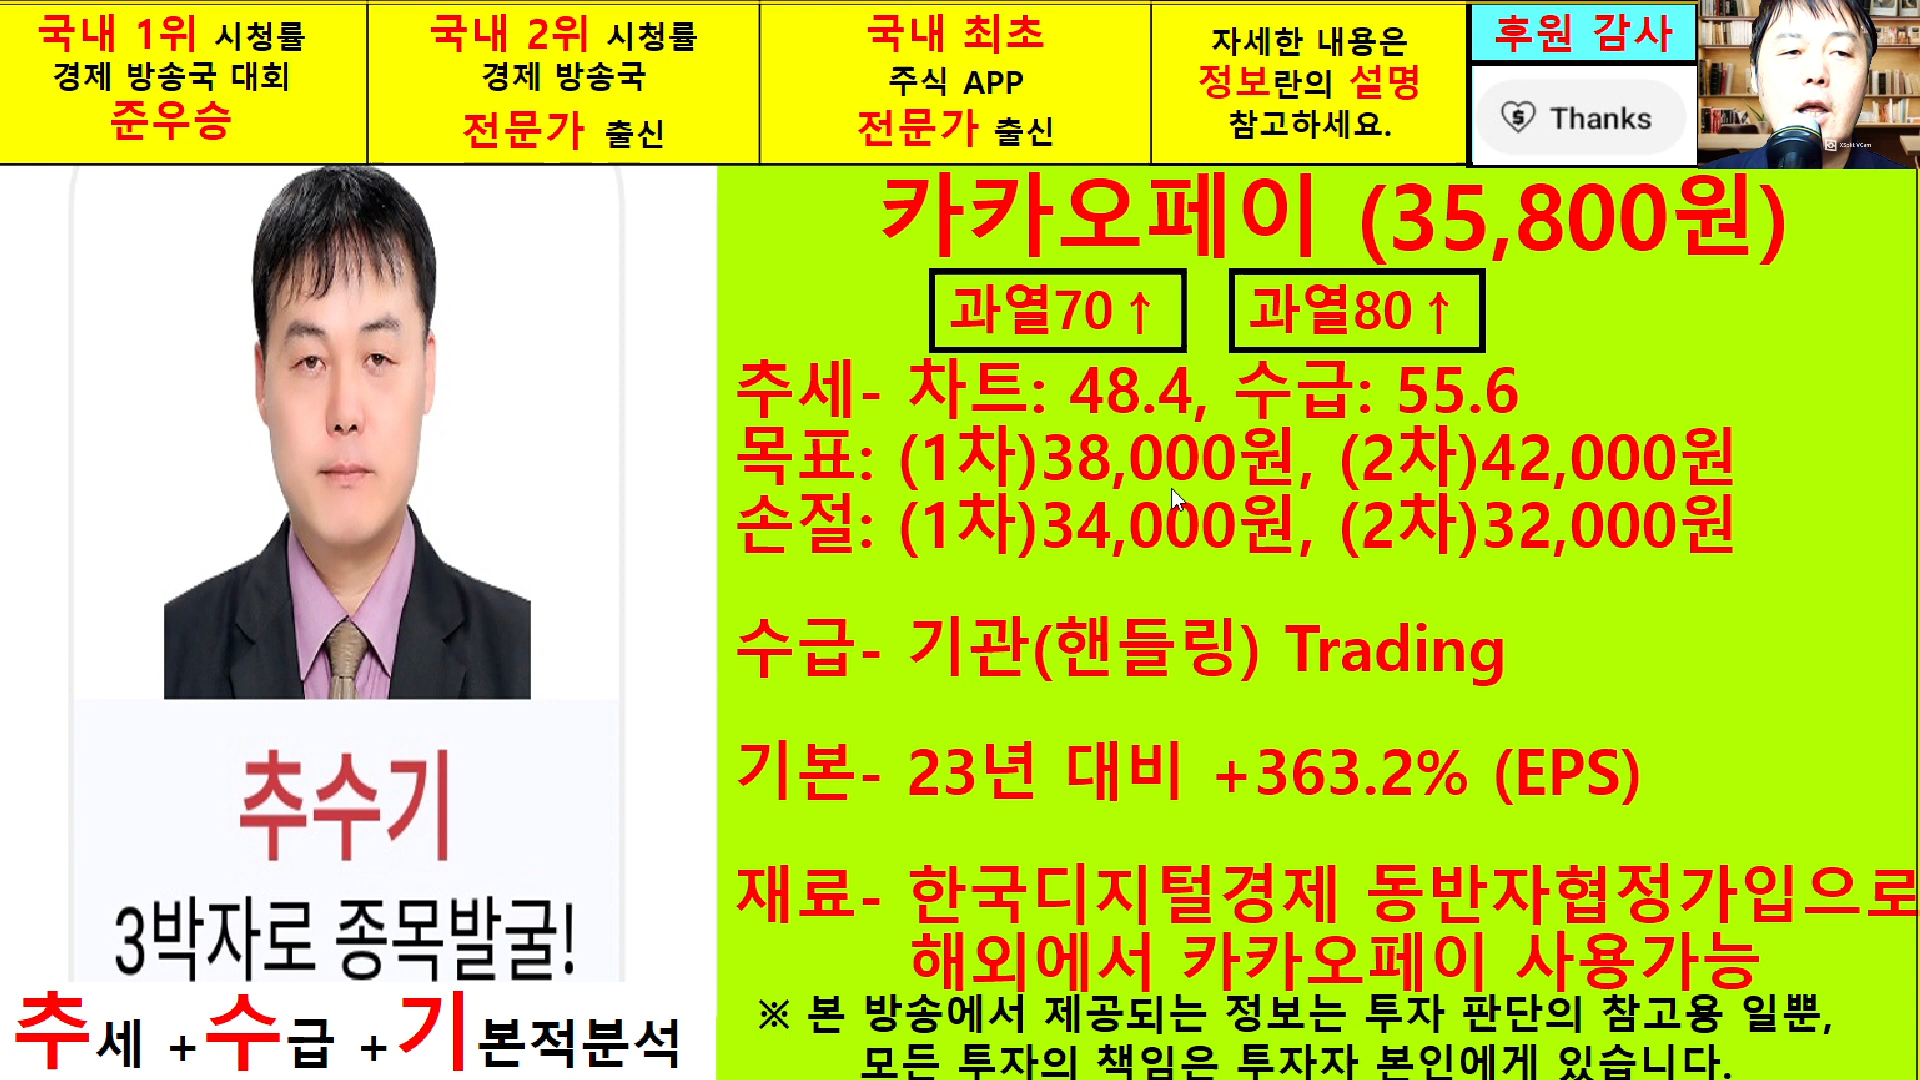 국내 1위 시청률
경제 방송국 대회
준우승
국내 2위 시청률
경제 방송국
전문가 출신
국내 최초
주식 APP
전문가 출신
자세한 내용은
정보란의 설명
참고하세요.
후원 감사
Thanks
XSplit VCam
카카오페이 (35,800원)
과열70↑
과열80↑
추세- 차트: 48.4, 수급: 55.6
목표: (1차)38,000원, (2차)42,000원
손절: (1차)34,000원, (2차)32,000원
수급- 기관(핸들링) Trading
기본- 23년 대비 +363.2% (EPS)
재료- 한국디지털경제 동반자협정가입으로
해외에서 카카오페이 사용가능
※ 본 방송에서 제공되는 정보는 투자 판단의 참고용 일뿐,
모든 투자의 책임은 투자자 본인에게 있습니다.
추수기
3박자로 종목발굴!
추세 +수급 +기본적분석